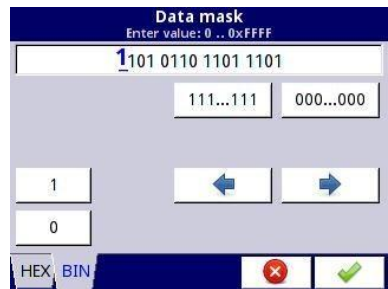 Data mask
Enter value: 0 .. 0xFFFF
1101 0110 1101 1101
111...111 000...000
1
0
HEX BIN